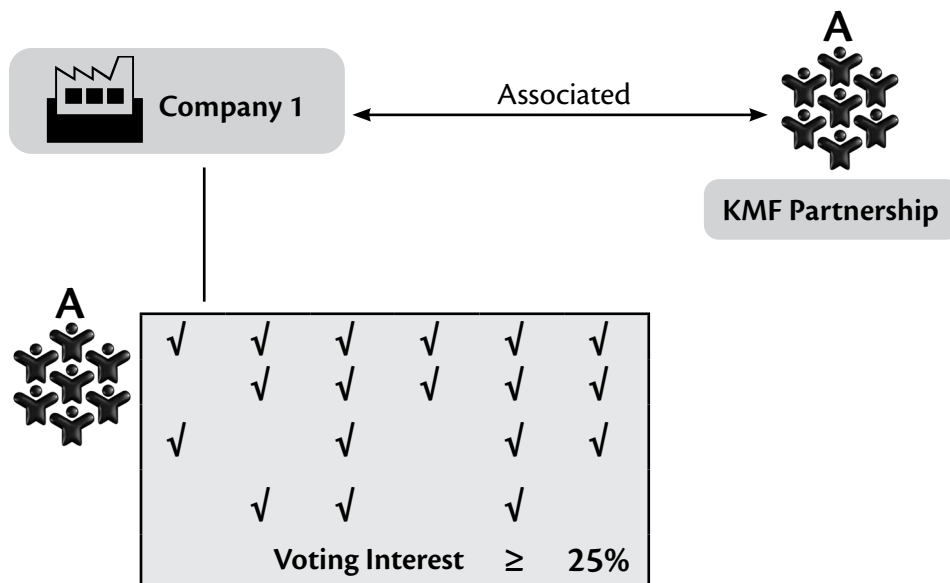 A
Associated
Company 1
KMF Partnership
A
√ √ √ √ √ √
√ √ √ √ √
√ √ √ √
√ √ √
Voting Interest ≥ 25%